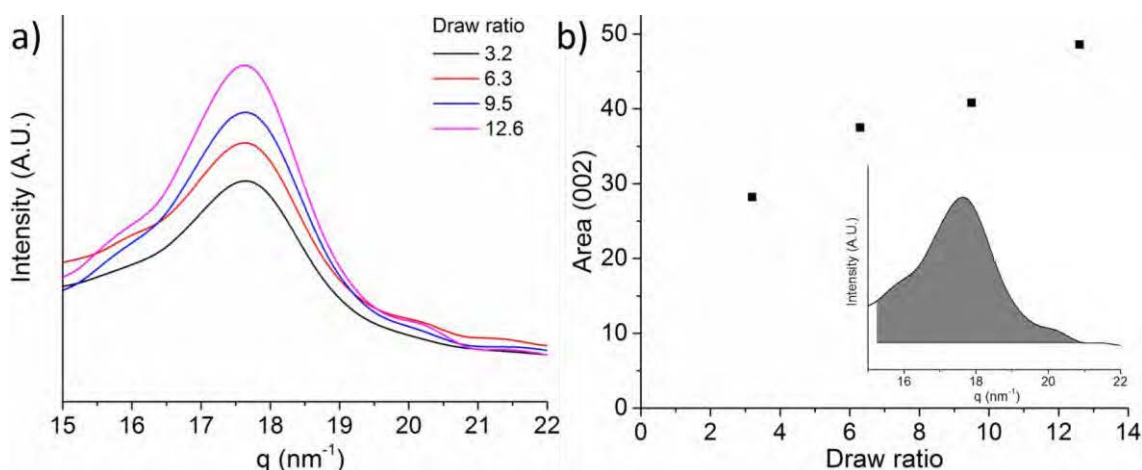 a)
Draw ratio
3.2
6.3
9.5
12.6
Intensity (A.U.)
15 16 17 18 19 20 21 22
q (nm⁻¹)
b)
50
40
30
20
10
0
Area (002)
0 2 4 6 8 10 12 14
Draw ratio
Intensity (A.U.)
16 18 20 22
q (nm⁻¹)